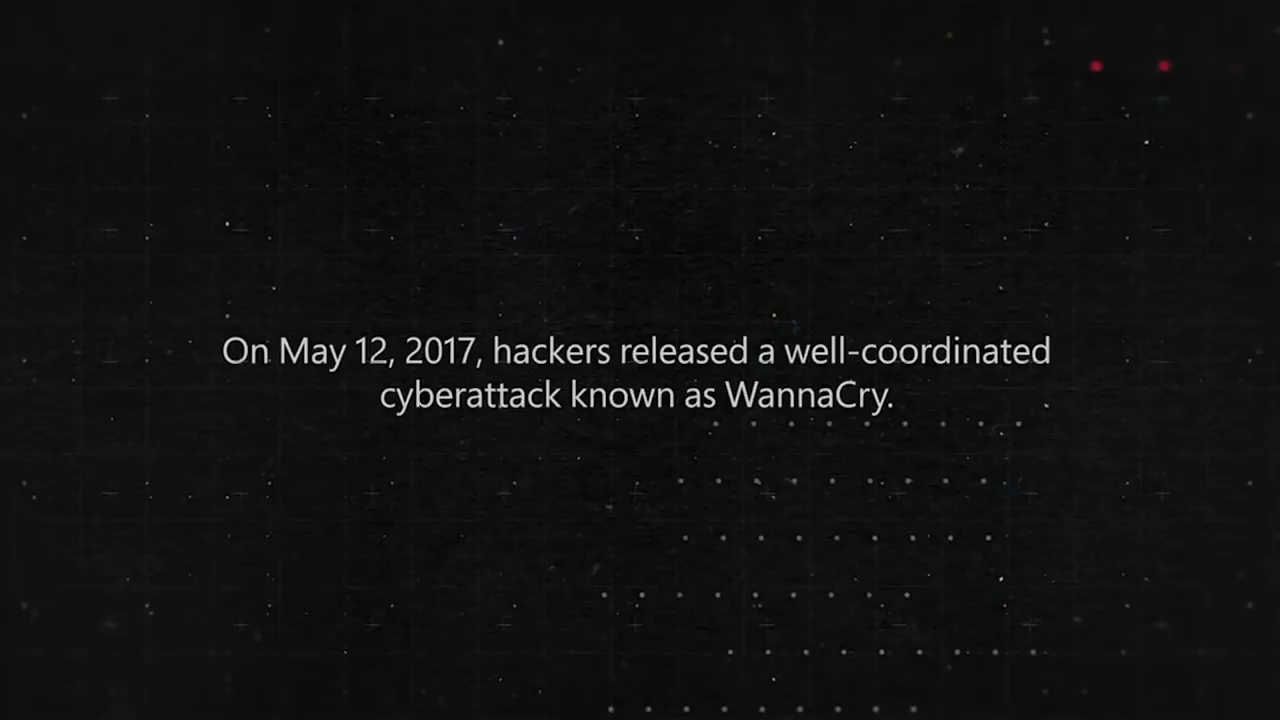 On May 12, 2017, hackers released a well-coordinated
cyberattack known as WannaCry.